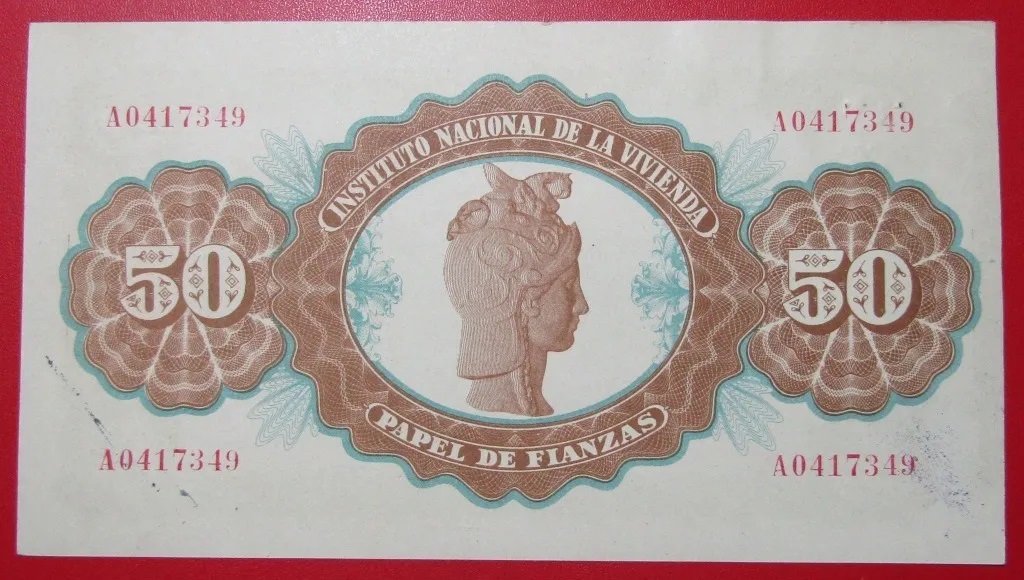 A0417349
A0417349
INSTITUTO NACIONAL DE LA VIVIENDA
50
50
PAPEL DE FIANZAS
A0417349
A0417349